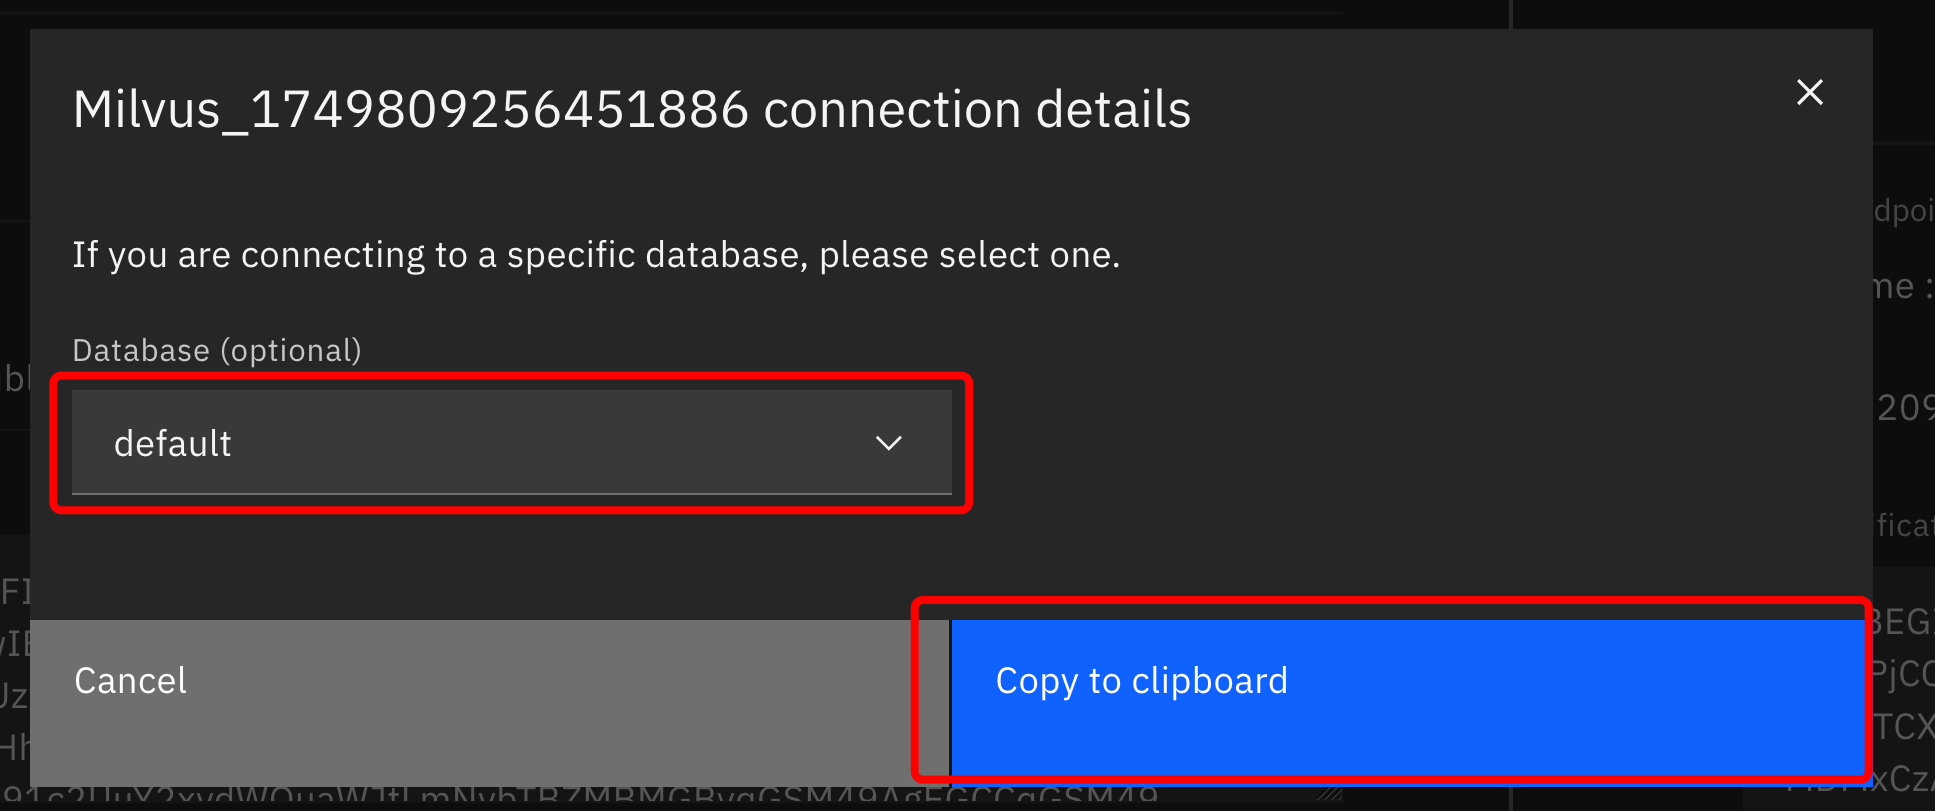 Milvus_1749809256451886 connection details
If you are connecting to a specific database, please select one.
Database (optional)
default
Cancel
Copy to clipboard
209